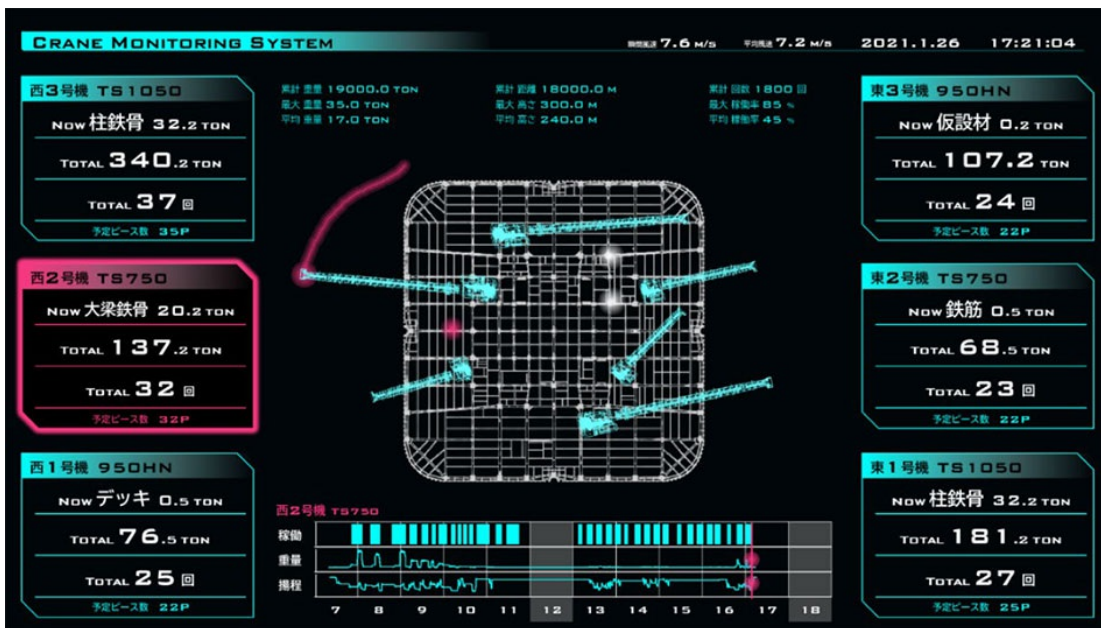 CRANE MONITORING SYSTEM
瞬間風速 7.6 M/S 平均風速 7.2 M/S 2021.1.26 17:21:04
西3号機 TS1050
NOW 柱鉄骨 32.2 TON
TOTAL 340.2 TON
TOTAL 37 回
予定ピース数 35P
西2号機 TS750
NOW 大梁鉄骨 20.2 TON
TOTAL 137.2 TON
TOTAL 32 回
予定ピース数 32P
西1号機 950HN
NOW デッキ 0.5 TON
TOTAL 76.5 TON
TOTAL 25 回
予定ピース数 22P
累計 重量 19000.0 TON
最大 重量 35.0 TON
平均 重量 17.0 TON
累計 距離 18000.0 M
最大 高さ 300.0 M
平均 高さ 240.0 M
累計 回数 1800 回
最大 稼働率 85 %
平均 稼働率 45 %
西2号機 TS750
稼働
重量
揚程
7 8 9 10 11 12 13 14 15 16 17 18
東3号機 950HN
NOW 仮設材 0.2 TON
TOTAL 107.2 TON
TOTAL 24 回
予定ピース数 22P
東2号機 TS750
NOW 鉄筋 0.5 TON
TOTAL 68.5 TON
TOTAL 23 回
予定ピース数 22P
東1号機 TS1050
NOW 柱鉄骨 32.2 TON
TOTAL 181.2 TON
TOTAL 27 回
予定ピース数 25P